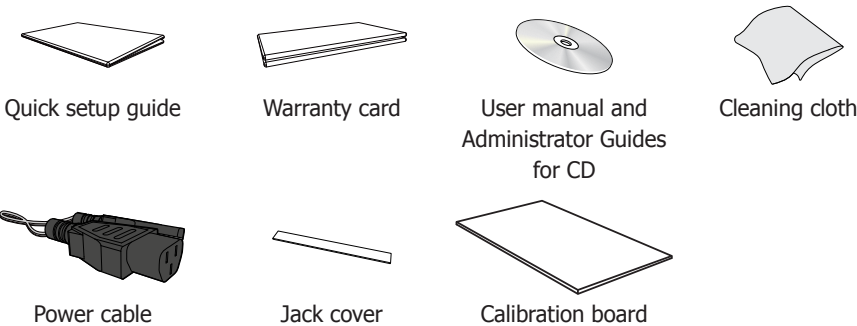 Quick setup guide
Warranty card
User manual and
Administrator Guides
for CD
Cleaning cloth
Power cable
Jack cover
Calibration board